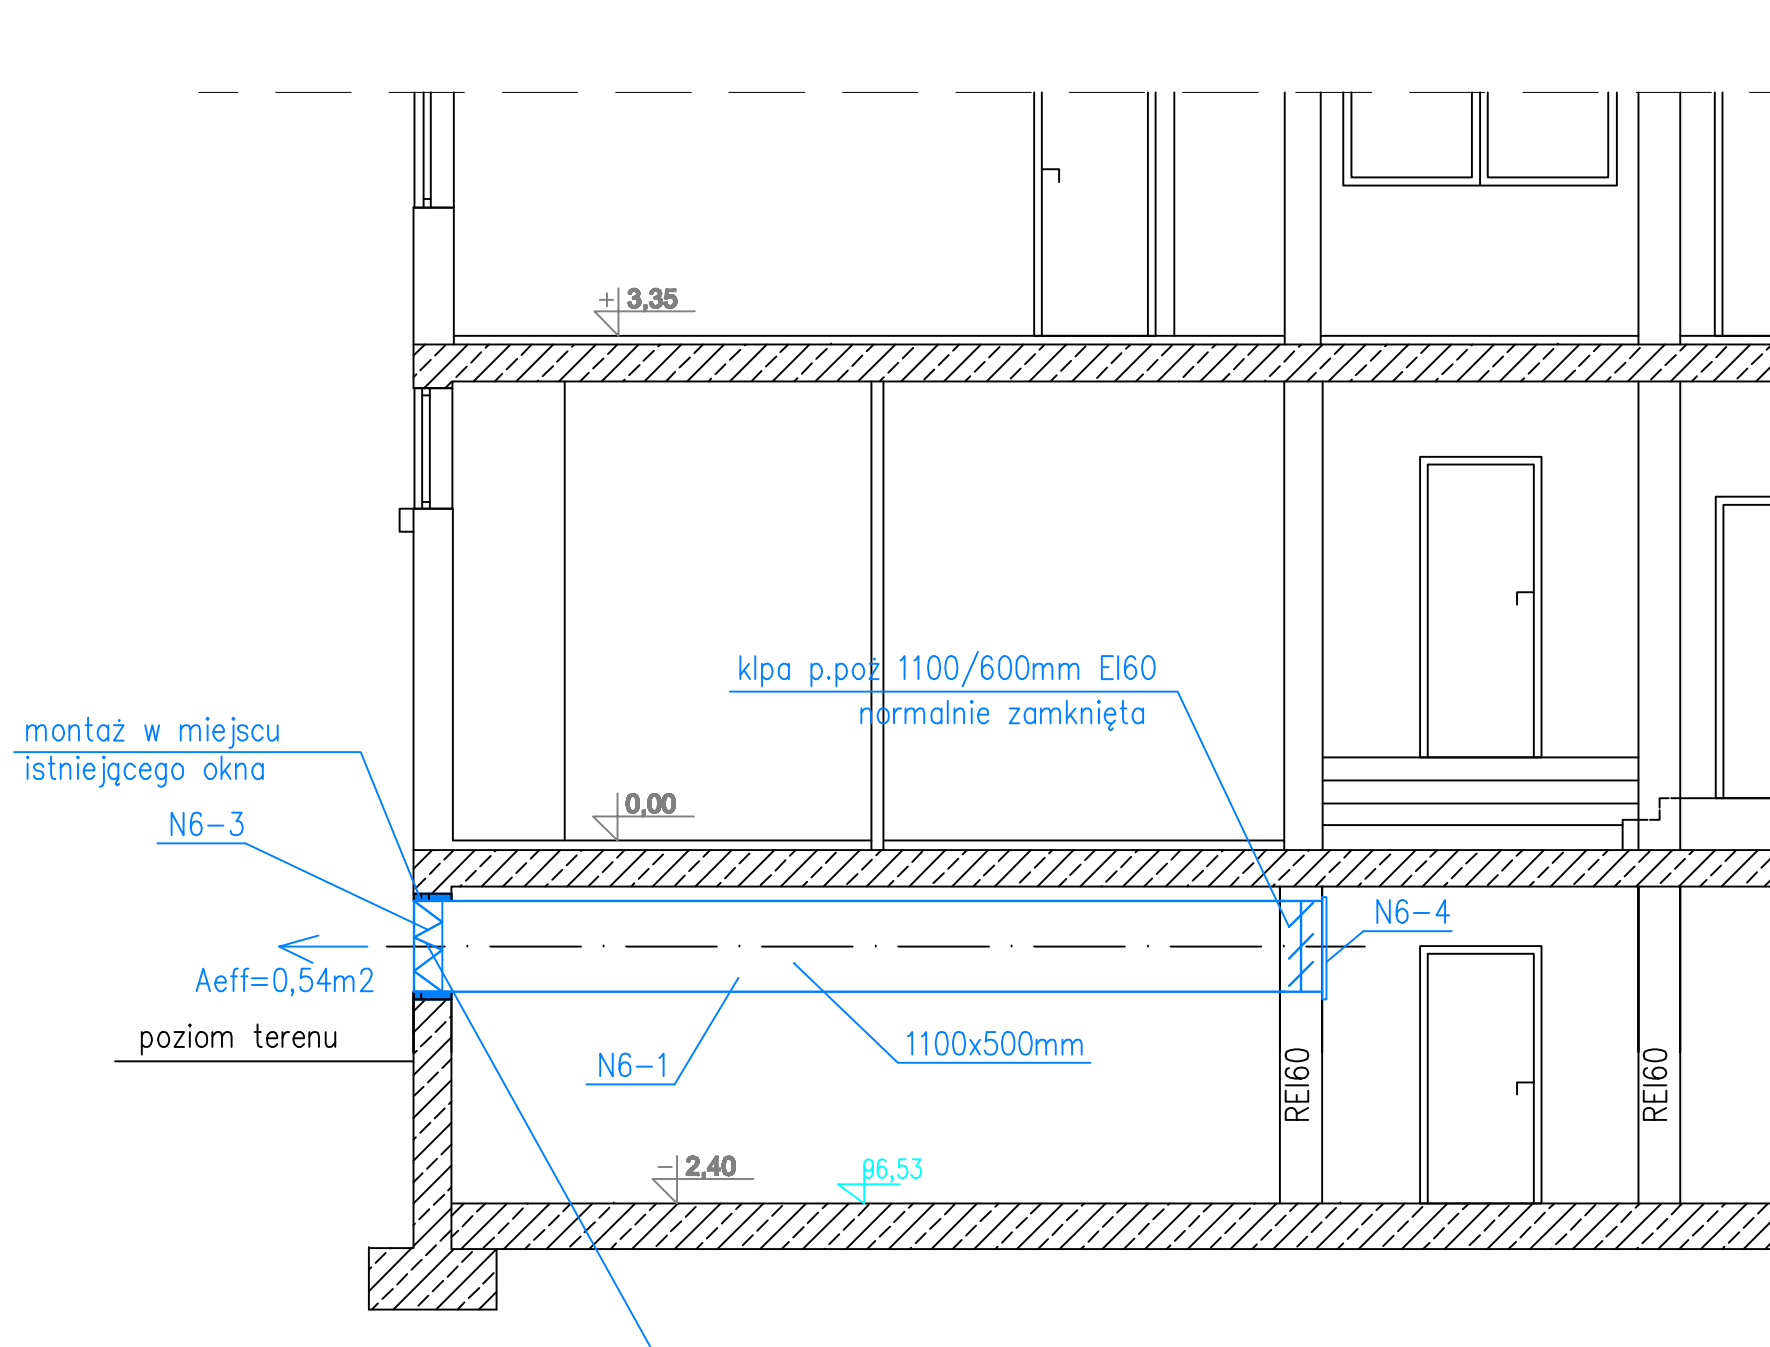 + 3,35
klpa p.poż 1100/600mm EI60
normalnie zamknięta
montaż w miejscu
istniejącego okna
0,00
N6-3
N6-4
Aeff=0,54m2
poziom terenu
1100x500mm
N6-1
REI60
REI60
- 2,40
96,53